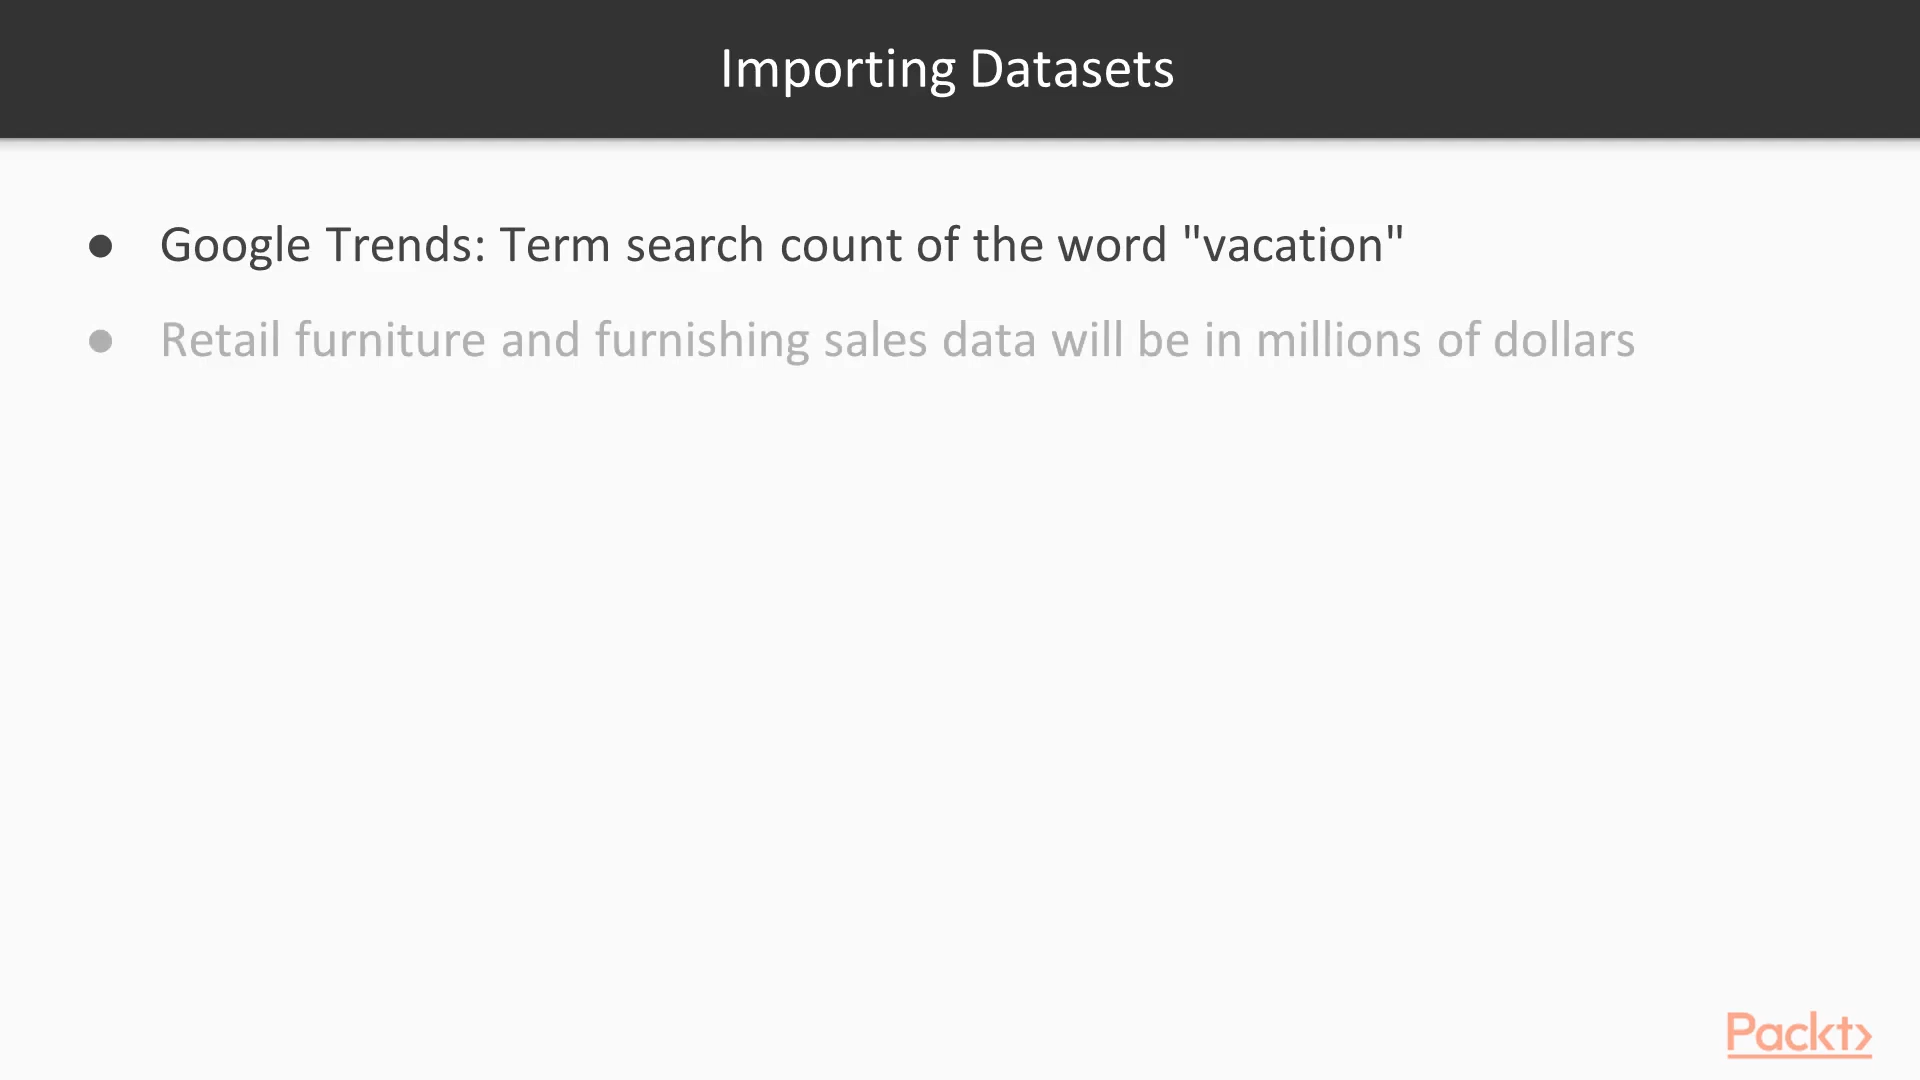 Importing Datasets
● Google Trends: Term search count of the word "vacation"
● Retail furniture and furnishing sales data will be in millions of dollars
Packt>